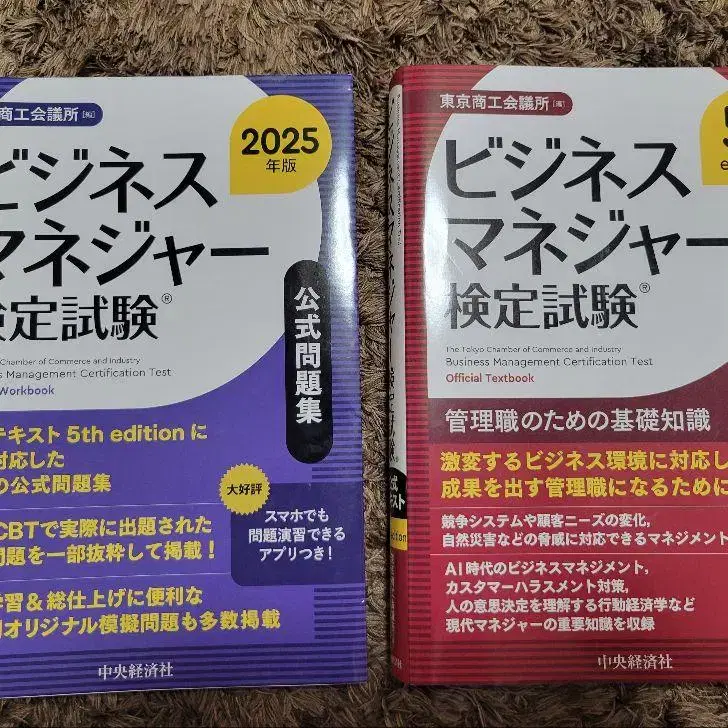 商工会議所[編]
2025
年版
ビジネス
マネジャー
検定試験®
Chamber of Commerce and Industry
Management Certification Test
Workbook
公式問題集
テキスト 5th edition に
対応した
の公式問題集
大好評
スマホでも
問題演習できる
アプリつき!
CBTで実際に出題された
問題を一部抜粋して掲載!
学習&総仕上げに便利な
オリジナル模擬問題も多数掲載
中央経済社
東京商工会議所[編]
5
ビジネス
マネジャー
検定試験®
The Tokyo Chamber of Commerce and Industry
Business Management Certification Test
Official Textbook
管理職のための基礎知識
激変するビジネス環境に対応し
成果を出す管理職になるために
競争システムや顧客ニーズの変化,
自然災害などの脅威に対応できるマネジメント
AI時代のビジネスマネジメント,
カスタマーハラスメント対策,
人の意思決定を理解する行動経済学など
現代マネジャーの重要知識を収録
中央経済社